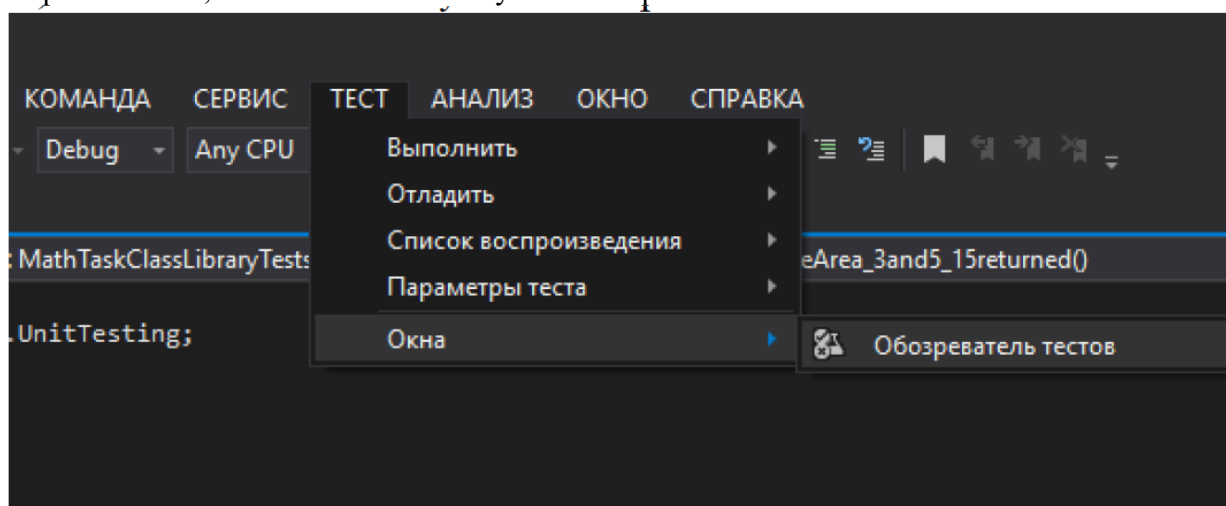 КОМАНДА СЕРВИС ТЕСТ АНАЛИЗ ОКНО СПРАВКА
Debug Any CPU
Выполнить
Отладить
Список воспроизведения
MathTaskClassLibraryTests eArea_3and5_15returned()
Параметры теста
.UnitTesting;
Окна
Обозреватель тестов